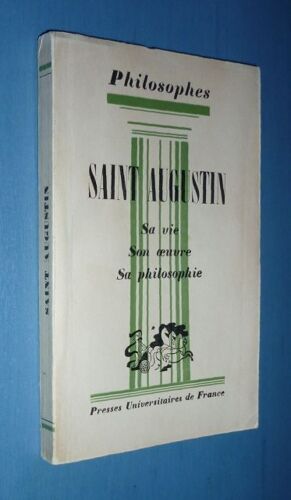 Philosophes
SAINT AUGUSTIN
Sa vie
Son œuvre
Sa philosophie
Presses Universitaires de France
SAINT AUGUSTIN